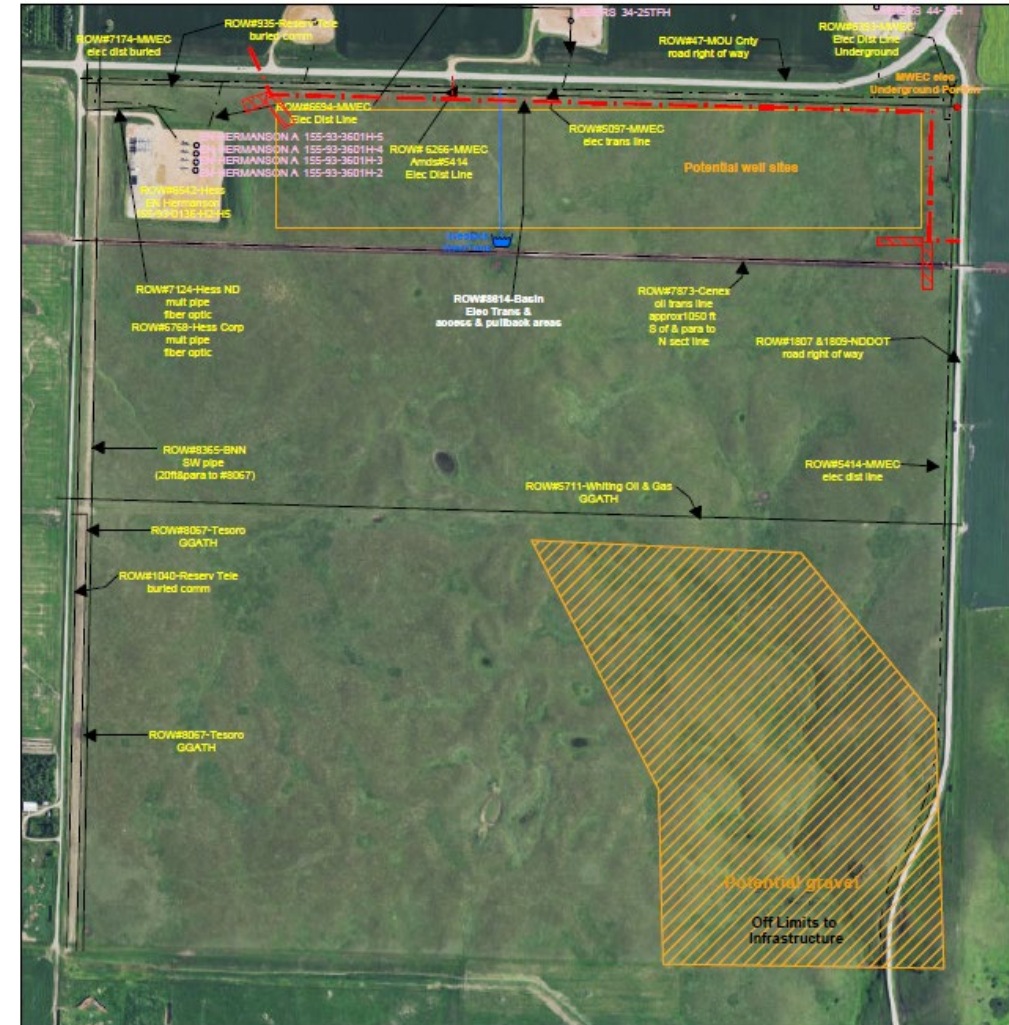 34-25TFH
44-
ROW#935-Reserv Tele
buried comm
ROW#7174-MWEC
elec dist buried
ROW#47-MOU Cnty
road right of way
Elec Dist Line
Underground
MWEC elec
Underground Portion
ROW#6694-MWEC
Elec Dist Line
HERMANSON A 155-93-3601H-5
HERMANSON A 155-93-3601H-4
HERMANSON A 155-93-3601H-3
HERMANSON A 155-93-3601H-2
ROW# 6266-MWEC
Amds#5414
Elec Dist Line
ROW#5097-MWEC
elec trans line
Potential well sites
EN Hermanson
ROW#7124-Hess ND
mult pipe
fiber optic
ROW#6768-Hess Corp
mult pipe
fiber optic
ROW#8614-Basin
Elec Trans &
access & pullback areas
ROW#7873-Cenex
oil trans line
approx1050 ft
S of & para to
N sect line
ROW#1807 &1809-NDDOT
road right of way
ROW#8365-BNN
SW pipe
(20ft&para to #8067)
ROW#5414-MWEC
elec dist line
ROW#5711-Whiting Oil & Gas
GGATH
ROW#8067-Tesoro
GGATH
ROW#1040-Reserv Tele
buried comm
ROW#8067-Tesoro
GGATH
Potential gravel
Off Limits to
Infrastructure